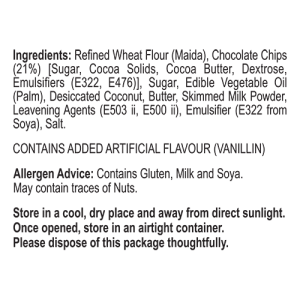 Ingredients: Refined Wheat Flour (Maida), Chocolate Chips
(21%) [Sugar, Cocoa Solids, Cocoa Butter, Dextrose,
Emulsifiers (E322, E476)], Sugar, Edible Vegetable Oil
(Palm), Desiccated Coconut, Butter, Skimmed Milk Powder,
Leavening Agents (E503 ii, E500 ii), Emulsifier (E322 from
Soya), Salt.
CONTAINS ADDED ARTIFICIAL FLAVOUR (VANILLIN)
Allergen Advice: Contains Gluten, Milk and Soya.
May contain traces of Nuts.
Store in a cool, dry place and away from direct sunlight.
Once opened, store in an airtight container.
Please dispose of this package thoughtfully.